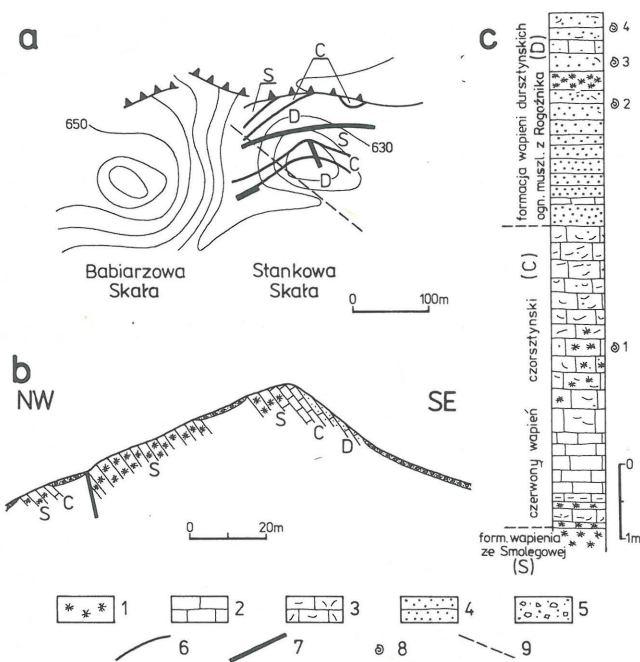 a
650
630
S
C
D
S
C
D
Babiarzowa
Skała
Stankowa
Skała
0 100m
b
NW
SE
S
C
S
S
C
D
0 20m
c
formacja wapieni dursztyńskich
ogn. muszl. z Rogoźnika (D)
czerwony wapień czorsztyński (C)
form. wapienia
ze Smolegowej
(S)
4
3
2
1
0
1m
1 2 3 4 5
6 7 8 9